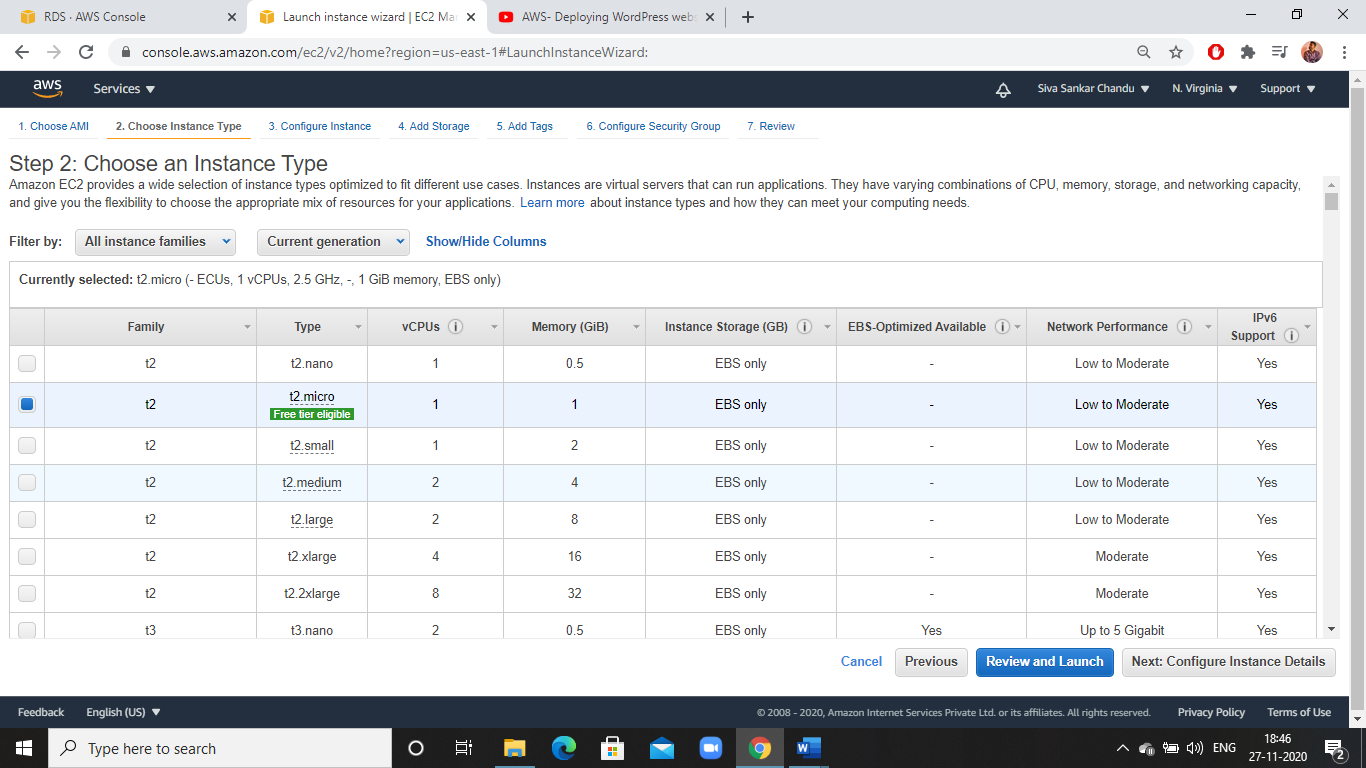 RDS · AWS Console
Launch instance wizard | EC2 Ma
AWS- Deploying WordPress web
console.aws.amazon.com/ec2/v2/home?region=us-east-1#LaunchInstanceWizard:
aws
Services
Siva Sankar Chandu
N. Virginia
Support
1. Choose AMI
2. Choose Instance Type
3. Configure Instance
4. Add Storage
5. Add Tags
6. Configure Security Group
7. Review
Step 2: Choose an Instance Type
Amazon EC2 provides a wide selection of instance types optimized to fit different use cases. Instances are virtual servers that can run applications. They have varying combinations of CPU, memory, storage, and networking capacity,
and give you the flexibility to choose the appropriate mix of resources for your applications. Learn more about instance types and how they can meet your computing needs.
Filter by: All instance families Current generation Show/Hide Columns
Currently selected: t2.micro (- ECUs, 1 vCPUs, 2.5 GHz, -, 1 GiB memory, EBS only)
Family Type vCPUs i Memory (GiB) Instance Storage (GB) i EBS-Optimized Available i Network Performance i IPv6 Support i
t2 t2.nano 1 0.5 EBS only - Low to Moderate Yes
t2 t2.micro Free tier eligible 1 1 EBS only - Low to Moderate Yes
t2 t2.small 1 2 EBS only - Low to Moderate Yes
t2 t2.medium 2 4 EBS only - Low to Moderate Yes
t2 t2.large 2 8 EBS only - Low to Moderate Yes
t2 t2.xlarge 4 16 EBS only - Moderate Yes
t2 t2.2xlarge 8 32 EBS only - Moderate Yes
t3 t3.nano 2 0.5 EBS only Yes Up to 5 Gigabit Yes
Cancel Previous Review and Launch Next: Configure Instance Details
Feedback English (US) © 2008 - 2020, Amazon Internet Services Private Ltd. or its affiliates. All rights reserved. Privacy Policy Terms of Use
Type here to search
W
ENG
18:46
27-11-2020
2